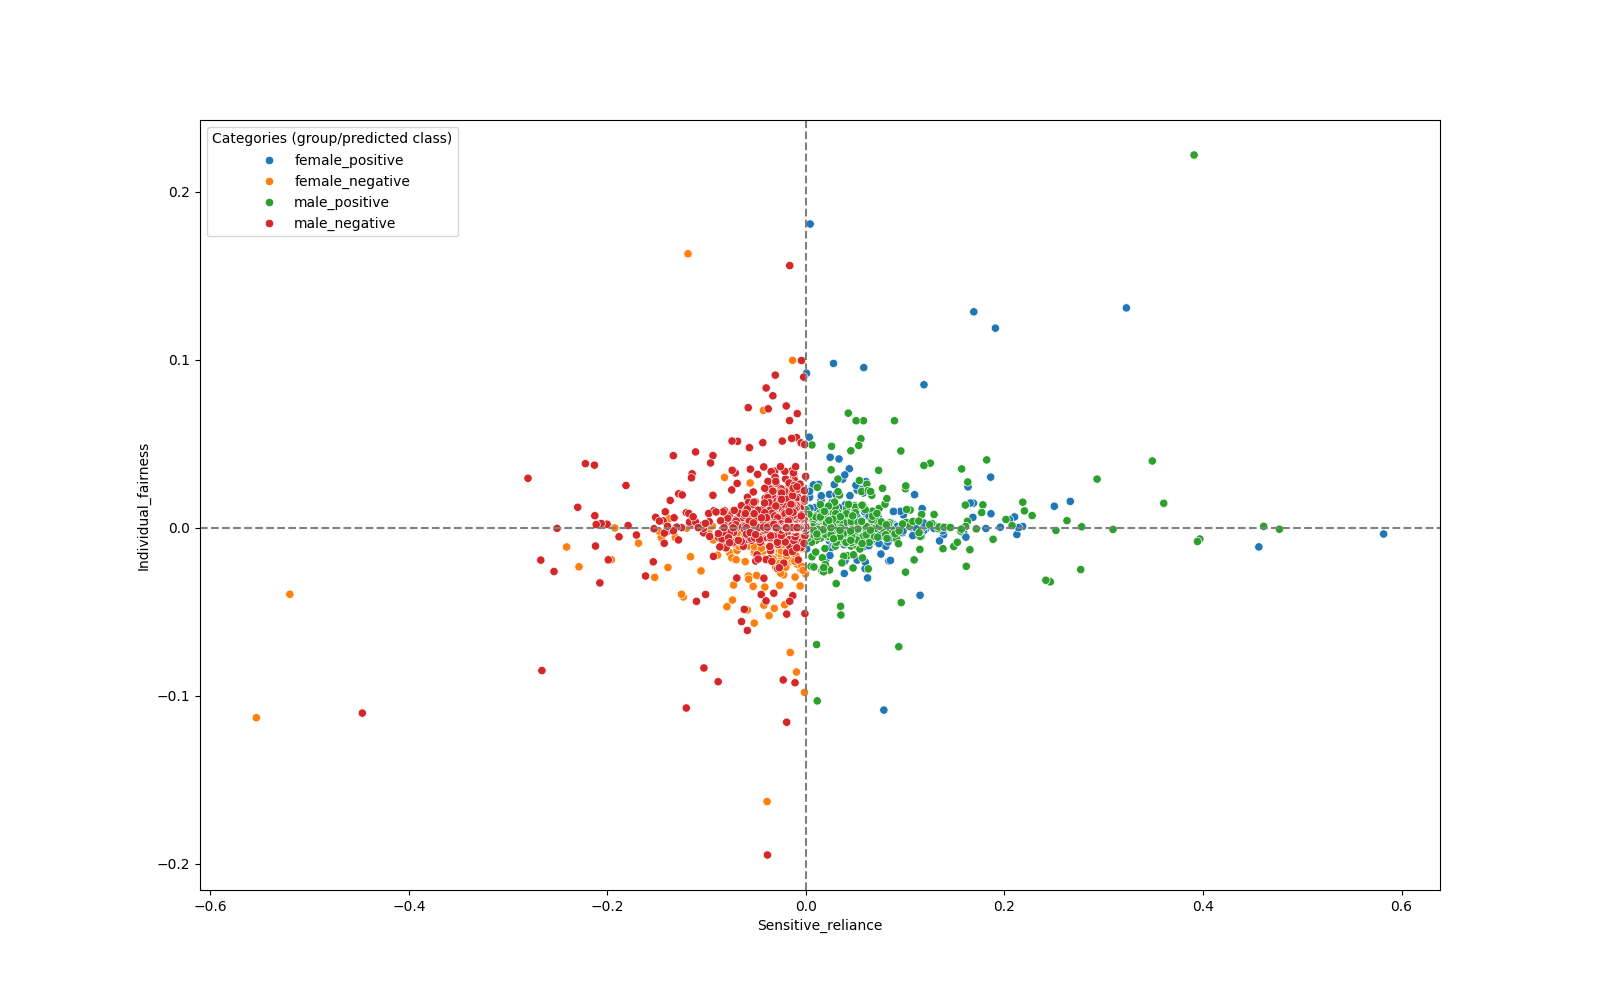 Categories (group/predicted class)
female_positive
female_negative
male_positive
male_negative
0.2
0.1
0.0
−0.1
−0.2
Individual_fairness
−0.6
−0.4
−0.2
0.0
0.2
0.4
0.6
Sensitive_reliance